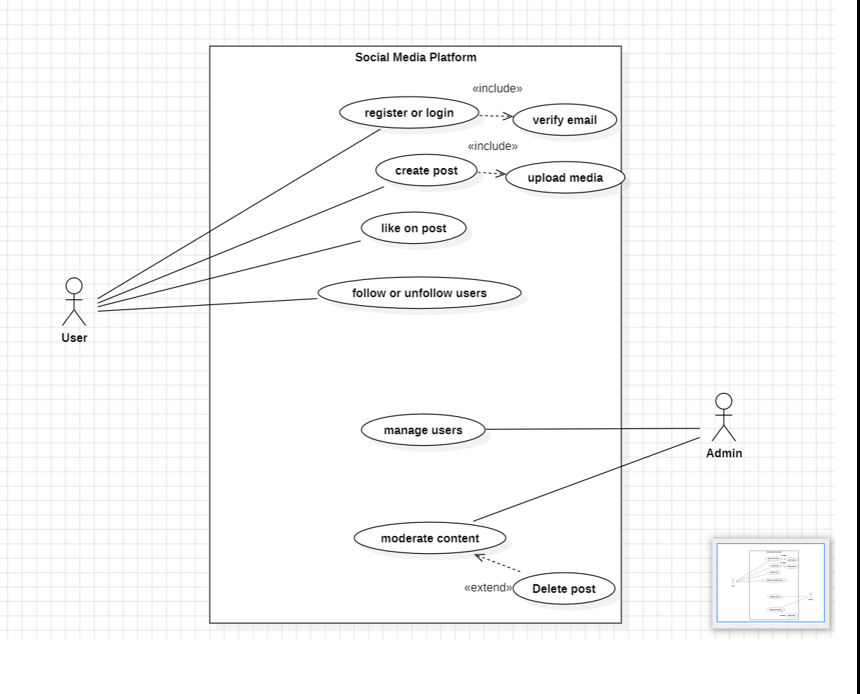 Social Media Platform
«include»
register or login
verify email
«include»
create post
upload media
like on post
follow or unfollow users
User
manage users
Admin
moderate content
«extend»
Delete post